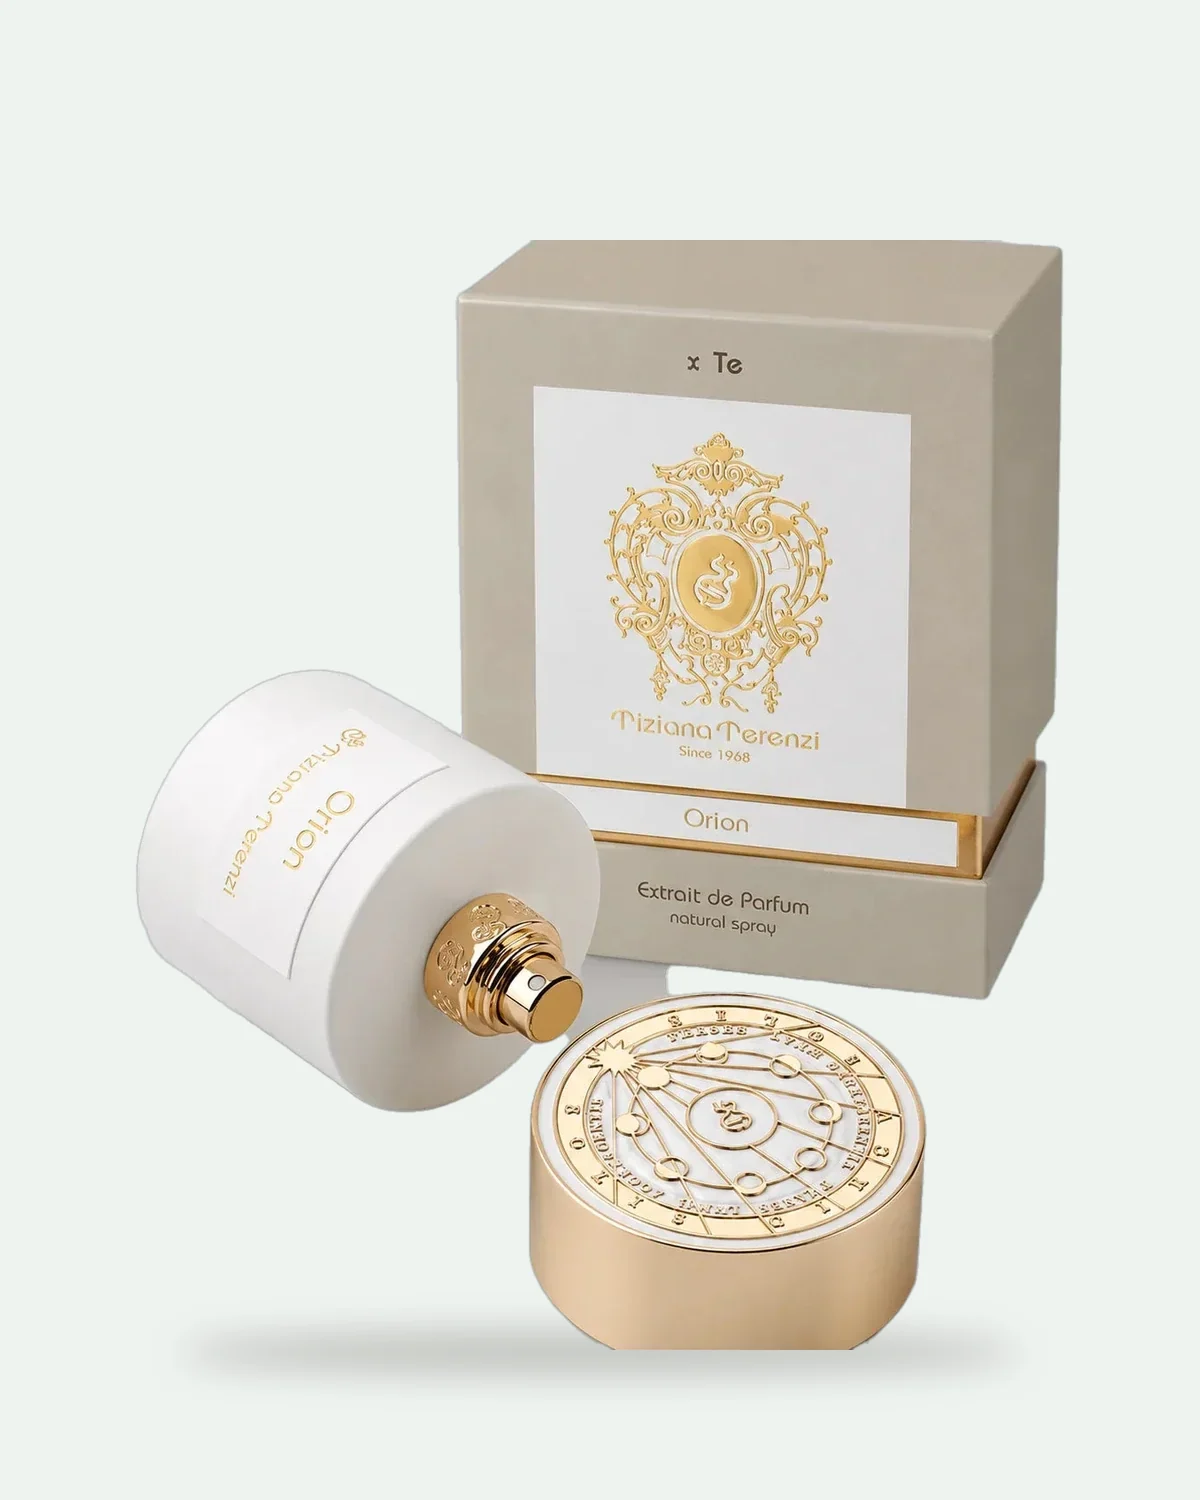 x Te
Tiziana Terenzi
Since 1968
Orion
Extrait de Parfum
natural spray
Tiziana Terenzi
Orion